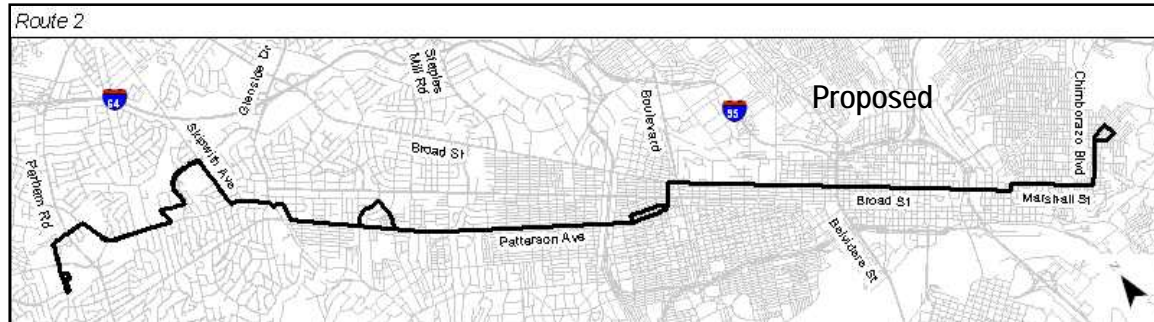 Route 2
64
Glenside Dr
Staples
Mill Rd
95
Proposed
Chimborazo Blvd
Boulevard
Skipwith Ave
Broad St
Parham Rd
Broad St
Marshall St
Patterson Ave
Belvidere St